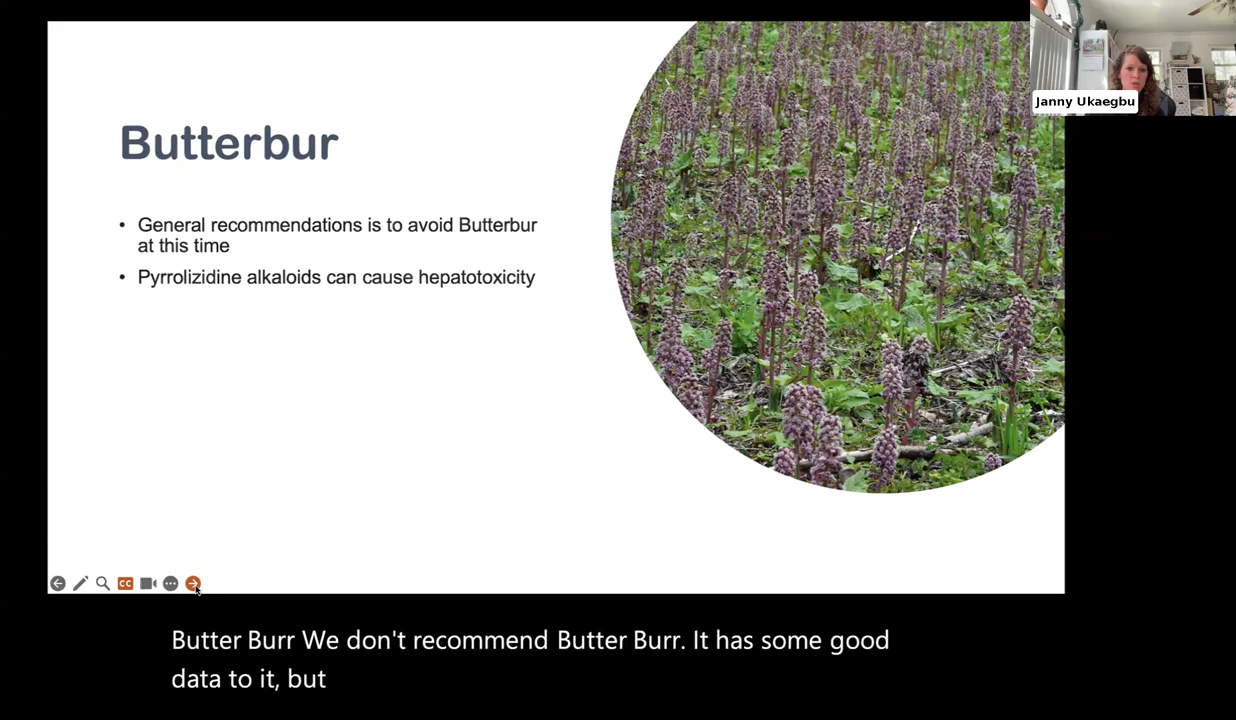 Janny Ukaegbu
Butterbur
• General recommendations is to avoid Butterbur
at this time
• Pyrrolizidine alkaloids can cause hepatotoxicity
CC
Butter Burr We don't recommend Butter Burr. It has some good
data to it, but